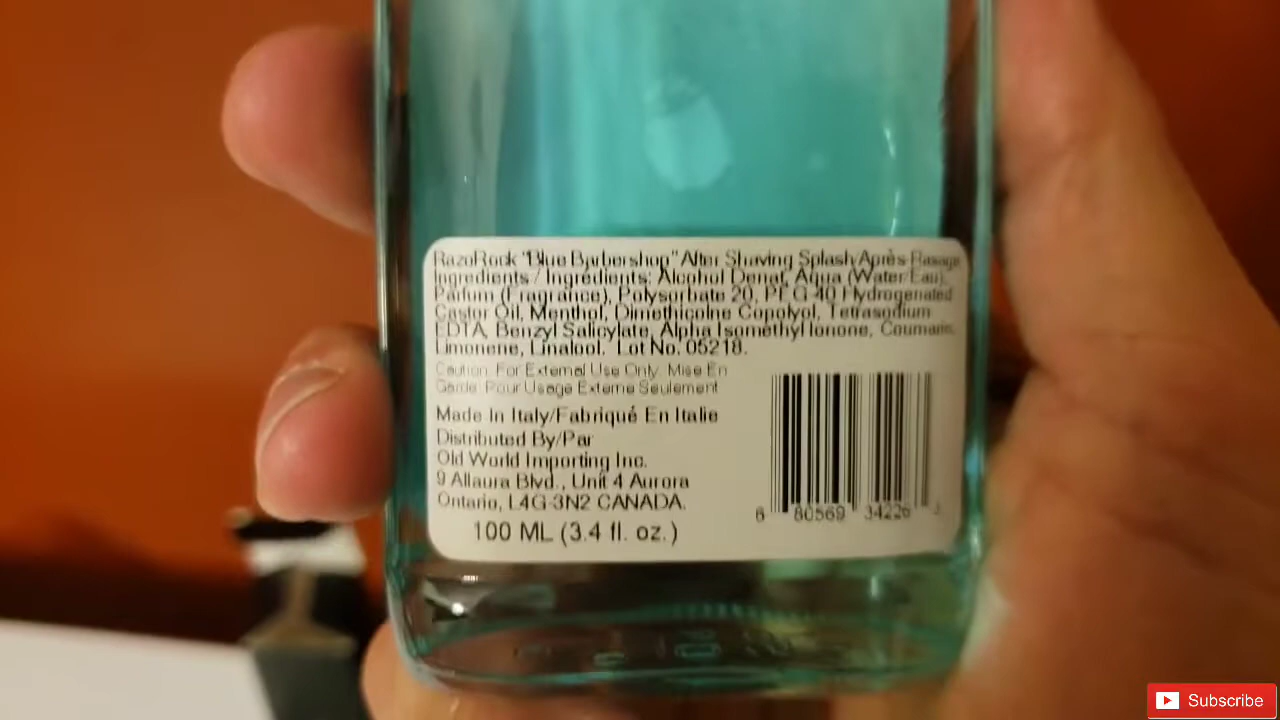 RazoRock "Blue Barbershop" After Shaving Splash/Après-Rasage
Ingredients / Ingrédients: Alcohol Denat, Aqua (Water/Eau),
Parfum (Fragrance), Polysorbate 20, PEG 40 Hydrogenated
Castor Oil, Menthol, Dimethicolne Copolyol, Tetrasodium
EDTA, Benzyl Salicylate, Alpha Isomethyl Ionone, Coumarin,
Limonene, Linalool. Lot No. 05218.
Caution: For External Use Only. Mise En
Garde: Pour Usage Externe Seulement
Made In Italy/Fabriqué En Italie
Distributed By/Par
Old World Importing Inc.
9 Allaura Blvd., Unit 4 Aurora
Ontario, L4G-3N2 CANADA.
100 ML (3.4 fl. oz.)
6 80569 34226
Subscribe